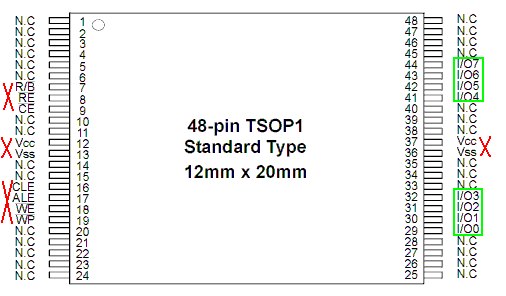 N.C 1 48 N.C
N.C 2 47 N.C
N.C 3 46 N.C
N.C 4 45 N.C
N.C 5 44 I/O7
N.C 6 43 I/O6
R/B 7 42 I/O5
RE 8 41 I/O4
CE 9 40 N.C
N.C 10 39 N.C
N.C 11 38 N.C
Vcc 12 37 Vcc
Vss 13 36 Vss
N.C 14 35 N.C
N.C 15 34 N.C
CLE 16 33 N.C
ALE 17 32 I/O3
WE 18 31 I/O2
WP 19 30 I/O1
N.C 20 29 I/O0
N.C 21 28 N.C
N.C 22 27 N.C
N.C 23 26 N.C
N.C 24 25 N.C
48-pin TSOP1
Standard Type
12mm x 20mm